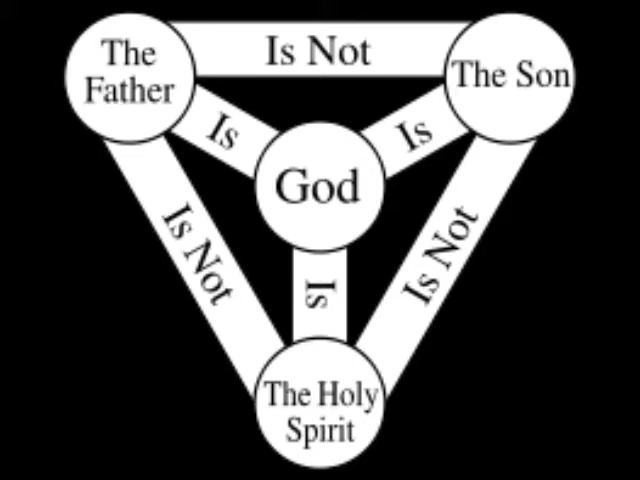 The
Father
Is Not
The Son
Is
Is
God
Is Not
Is
Is Not
The Holy
Spirit